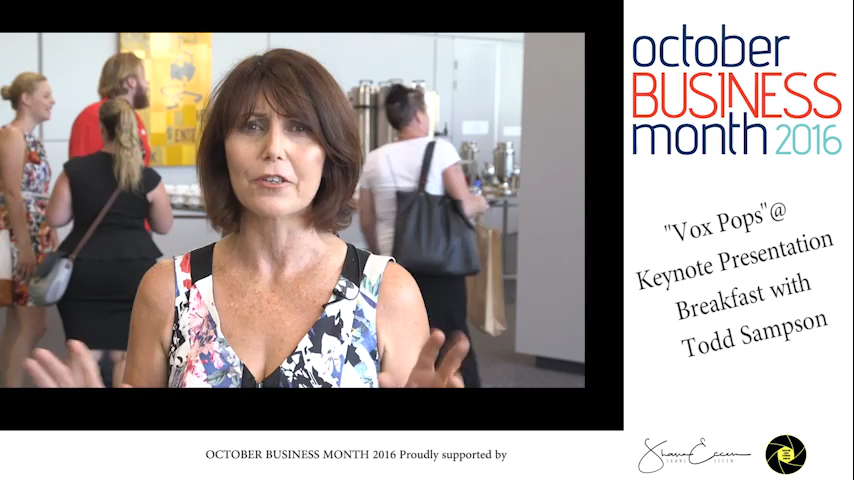 october
BUSINESS
month 2016
"Vox Pops"@
Keynote Presentation
Breakfast with
Todd Sampson
OCTOBER BUSINESS MONTH 2016 Proudly supported by